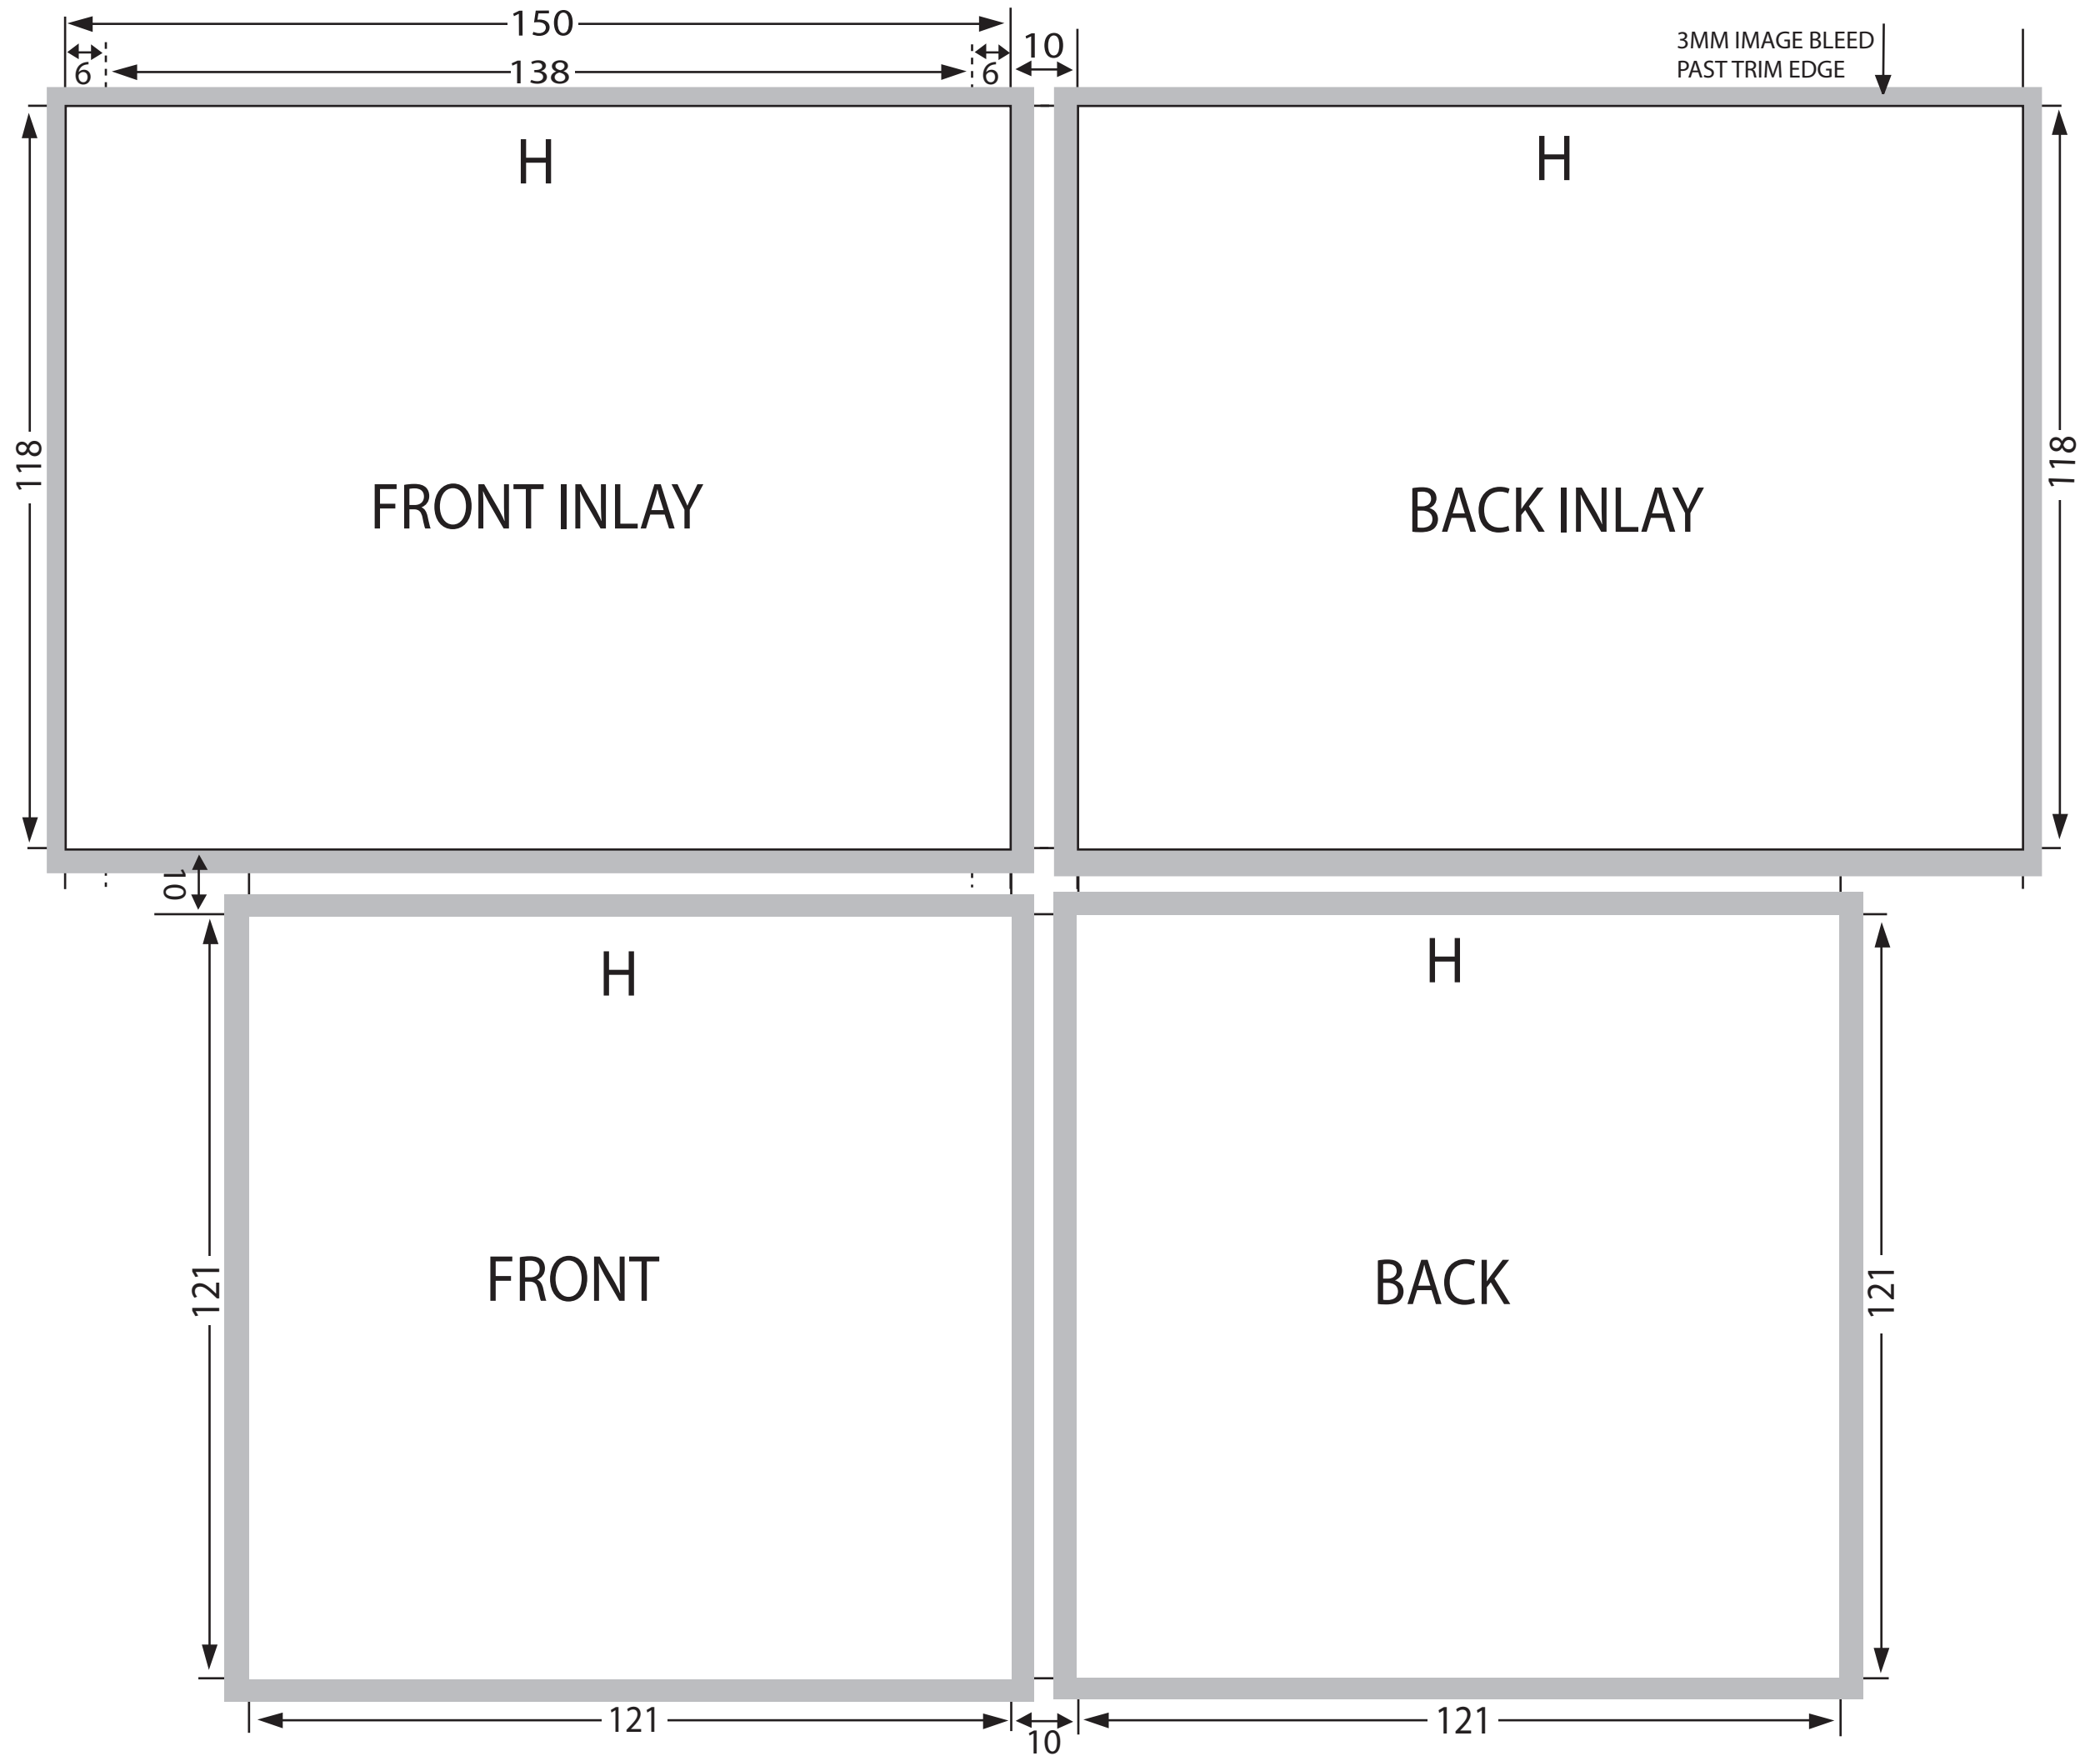 150
10
3MM IMAGE BLEED
PAST TRIM EDGE
6
138
6
H
H
118
118
FRONT INLAY
BACK INLAY
10
H
H
121
121
FRONT
BACK
121
10
121